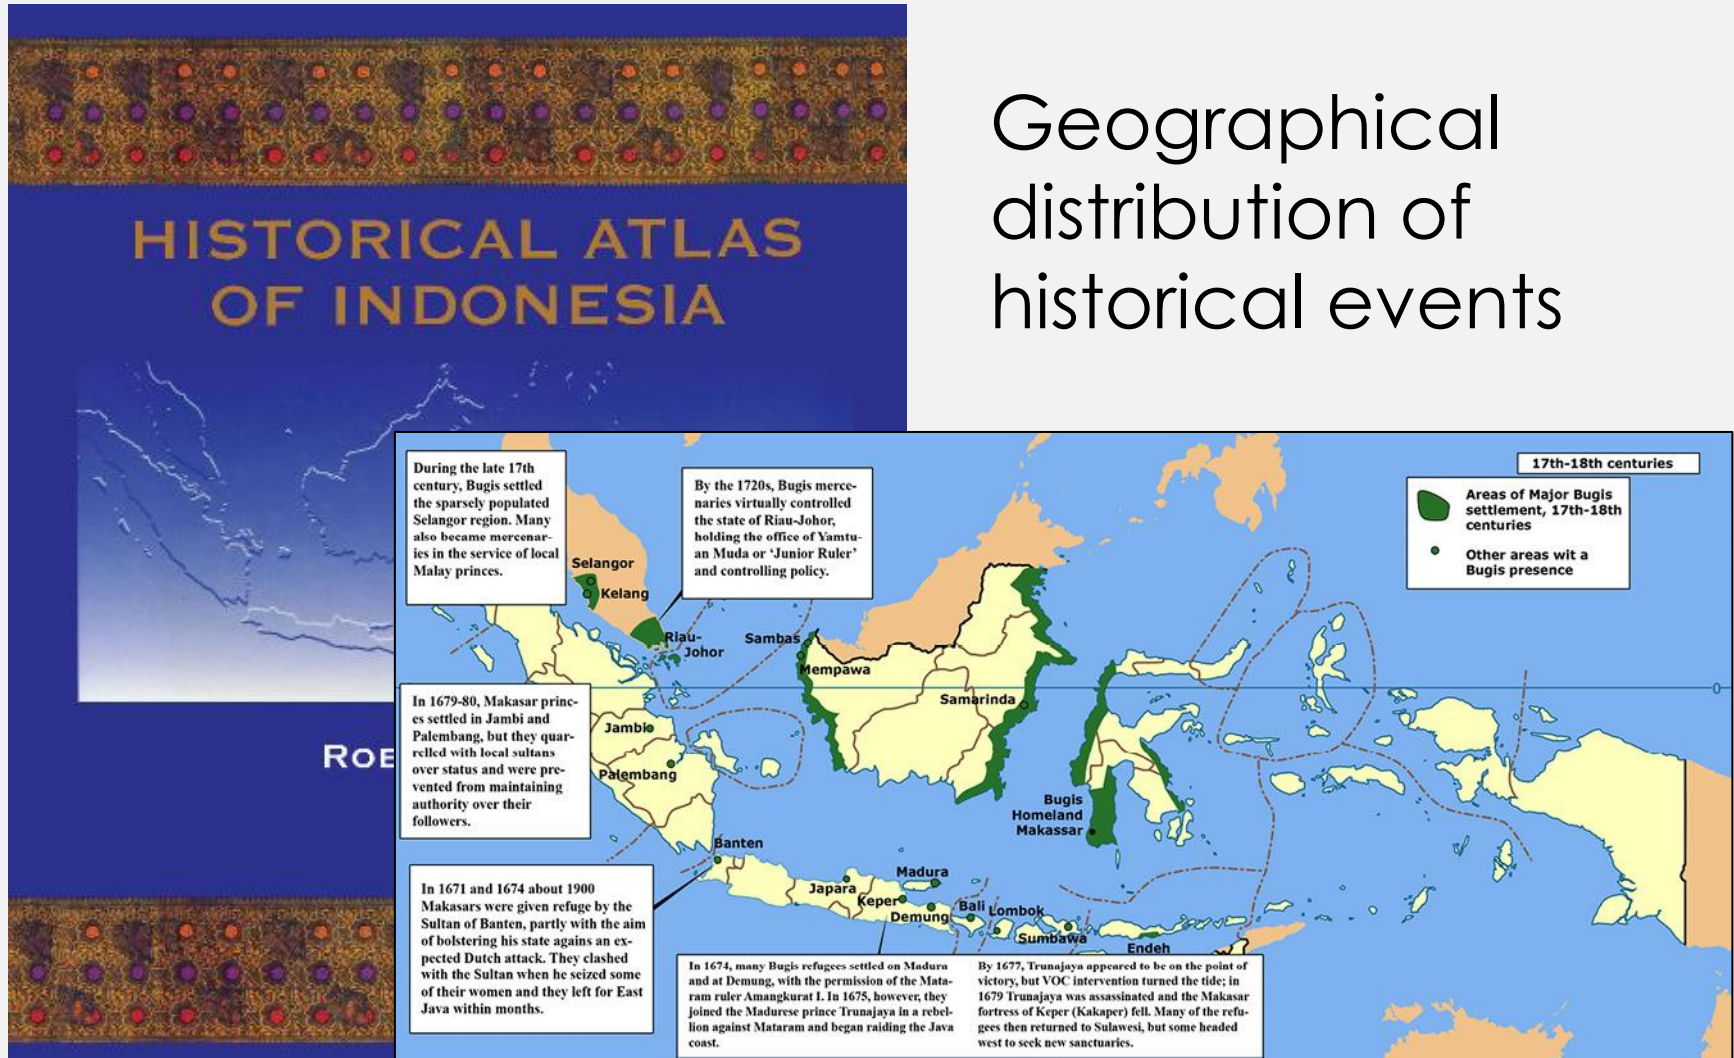 HISTORICAL ATLAS
OF INDONESIA
Geographical
distribution of
historical events
During the late 17th
century, Bugis settled
the sparsely populated
Selangor region. Many
also became mercenar-
ies in the service of local
Malay princes.
By the 1720s, Bugis merce-
naries virtually controlled
the state of Riau-Johor,
holding the office of Yamtu-
an Muda or 'Junior Ruler'
and controlling policy.
17th-18th centuries
Areas of Major Bugis
settlement, 17th-18th
centuries
Other areas wit a
Bugis presence
Selangor
Kelang
Riau-
Johor
Sambas
Mempawa
Samarinda
0
In 1679-80, Makasar princ-
es settled in Jambi and
Palembang, but they quar-
relled with local sultans
over status and were pre-
vented from maintaining
authority over their
followers.
Jambi
Palembang
Bugis
Homeland
Makassar
Banten
Japara
Madura
Keper
Demung
Bali
Lombok
Sumbawa
Endeh
In 1671 and 1674 about 1900
Makasars were given refuge by the
Sultan of Banten, partly with the aim
of bolstering his state agains an ex-
pected Dutch attack. They clashed
with the Sultan when he seized some
of their women and they left for East
Java within months.
In 1674, many Bugis refugees settled on Madura
and at Demung, with the permission of the Mata-
ram ruler Amangkurat I. In 1675, however, they
joined the Madurese prince Trunajaya in a rebel-
lion against Mataram and began raiding the Java
coast.
By 1677, Trunajaya appeared to be on the point of
victory, but VOC intervention turned the tide; in
1679 Trunajaya was assassinated and the Makasar
fortress of Keper (Kakaper) fell. Many of the refu-
gees then returned to Sulawesi, but some headed
west to seek new sanctuaries.